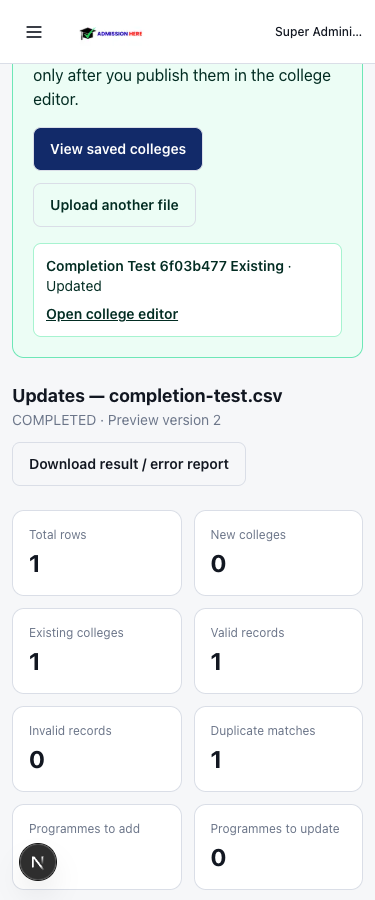 ADMISSION HERE
Super Admini...
only after you publish them in the college
editor.
View saved colleges
Upload another file
Completion Test 6f03b477 Existing ·
Updated
Open college editor
Updates — completion-test.csv
COMPLETED · Preview version 2
Download result / error report
Total rows
1
New colleges
0
Existing colleges
1
Valid records
1
Invalid records
0
Duplicate matches
1
Programmes to add
Programmes to update
0
N